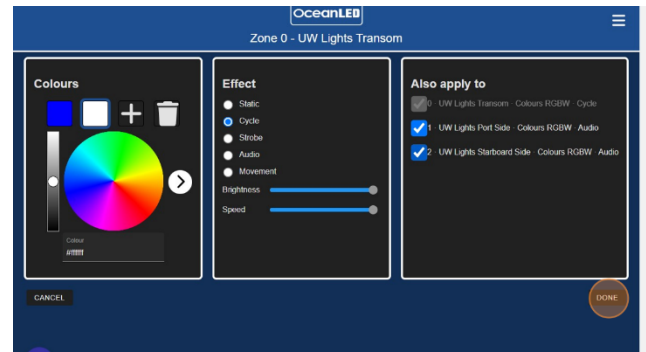 OceanLED
Zone 0 - UW Lights Transom
Colours
Colour
#ffffff
Effect
Static
Cycle
Strobe
Audio
Movement
Brightness
Speed
Also apply to
0 - UW Lights Transom - Colours RGBW - Cycle
1 - UW Lights Port Side - Colours RGBW - Audio
2 - UW Lights Starboard Side - Colours RGBW - Audio
CANCEL
DONE